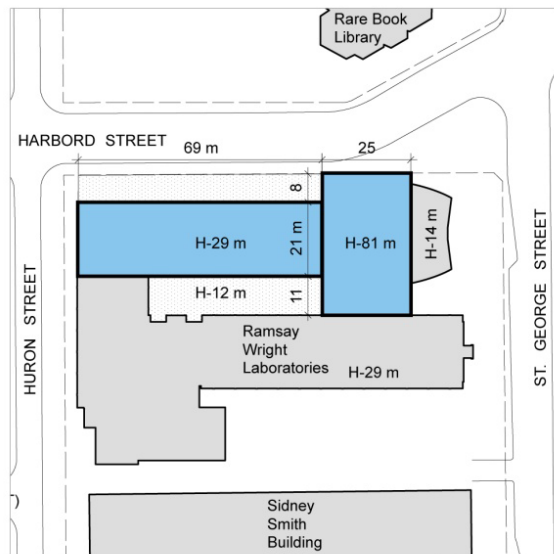 Rare Book
Library
HARBORD STREET
69 m
25
8
H-29 m
21 m
H-81 m
H-14 m
H-12 m
11
Ramsay
Wright
Laboratories
H-29 m
HURON STREET
ST. GEORGE STREET
Sidney
Smith
Building